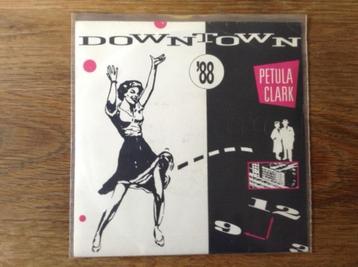 DOWNTOWN
'88
PETULA
CLARK
12
9